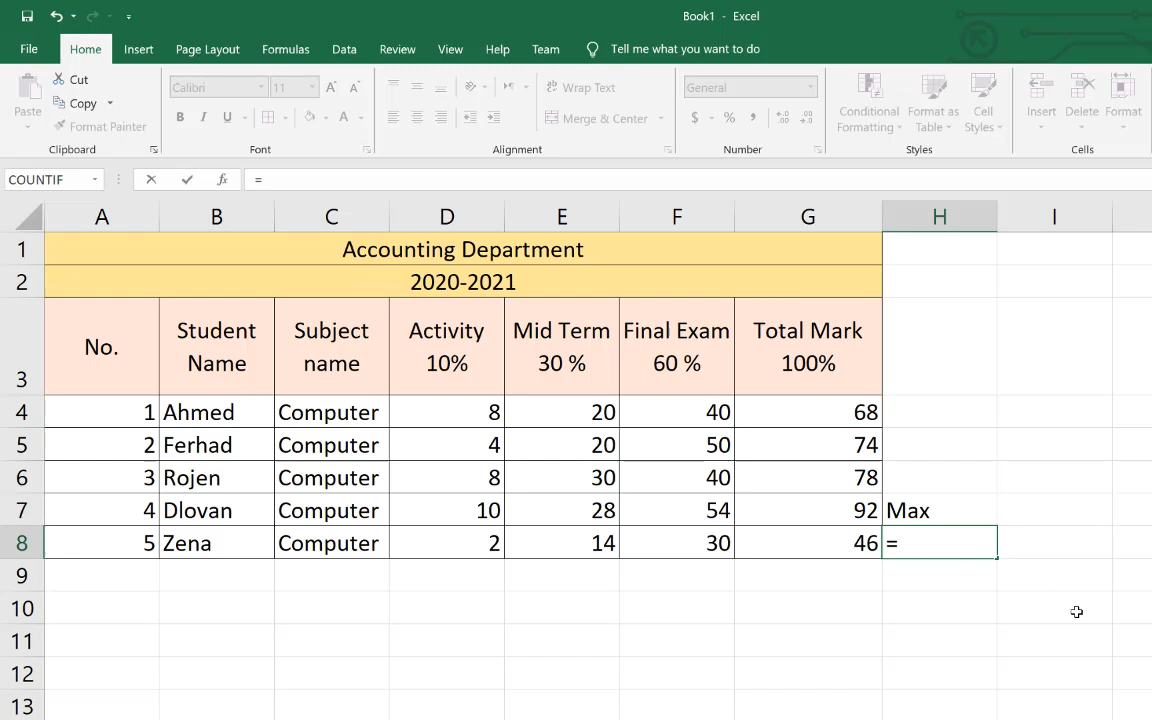 Book1 - Excel
File Home Insert Page Layout Formulas Data Review View Help Team Tell me what you want to do
Paste
Cut
Copy
Format Painter
Calibri 11 A A
B I U A
Wrap Text
Merge & Center
General
$ % , .00 .0
Conditional Formatting
Format as Table
Cell Styles
Insert Delete Format
Clipboard Font Alignment Number Styles Cells
COUNTIF fx =
A B C D E F G H I
1 Accounting Department
2 2020-2021
3 No. Student Name Subject name Activity 10% Mid Term 30 % Final Exam 60 % Total Mark 100%
4 1 Ahmed Computer 8 20 40 68
5 2 Ferhad Computer 4 20 50 74
6 3 Rojen Computer 8 30 40 78
7 4 Dlovan Computer 10 28 54 92 Max
8 5 Zena Computer 2 14 30 46 =
9
10
11
12
13